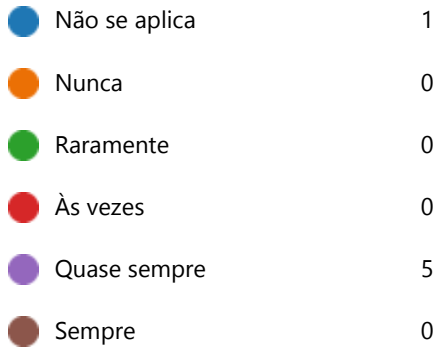 Não se aplica 1
Nunca 0
Raramente 0
Às vezes 0
Quase sempre 5
Sempre 0